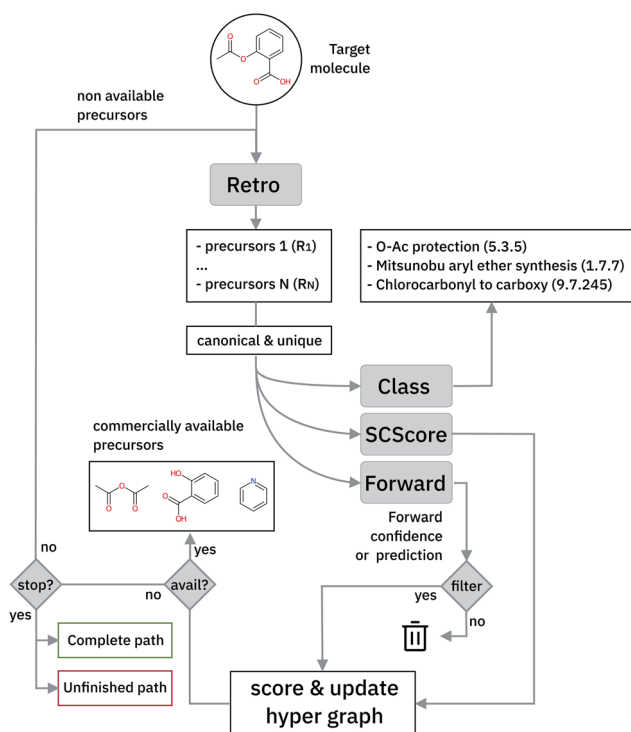 O
O
OH
O
Target
molecule
non available
precursors
Retro
- precursors 1 (R1)
...
- precursors N (RN)
- O-Ac protection (5.3.5)
- Mitsunobu aryl ether synthesis (1.7.7)
- Chlorocarbonyl to carboxy (9.7.245)
canonical & unique
Class
SCScore
Forward
commercially available
precursors
O
O
O
HO
O
OH
N
Forward
confidence
or prediction
no
yes
stop?
no
avail?
yes
filter
no
yes
Complete path
Unfinished path
score & update
hyper graph